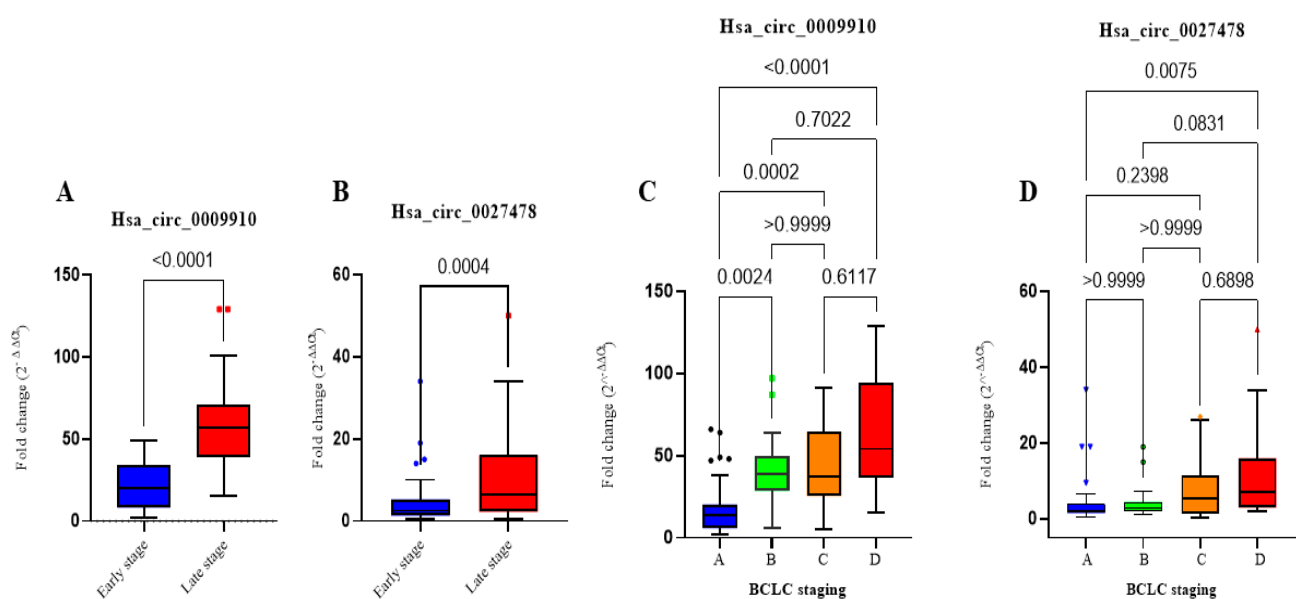 A
Hsa_circ_0009910
<0.0001
150
100
50
0
Fold change (2^-ΔΔCt)
Early stage
Late stage
B
Hsa_circ_0027478
0.0004
60
40
20
0
Fold change (2^-ΔΔCt)
Early stage
Late stage
C
Hsa_circ_0009910
<0.0001
0.7022
0.0002
>0.9999
0.0024
0.6117
150
100
50
0
Fold change (2^-ΔΔCt)
A B C D
BCLC staging
D
Hsa_circ_0027478
0.0075
0.0831
0.2398
>0.9999
>0.9999
0.6898
60
40
20
0
Fold change (2^-ΔΔCt)
A B C D
BCLC staging